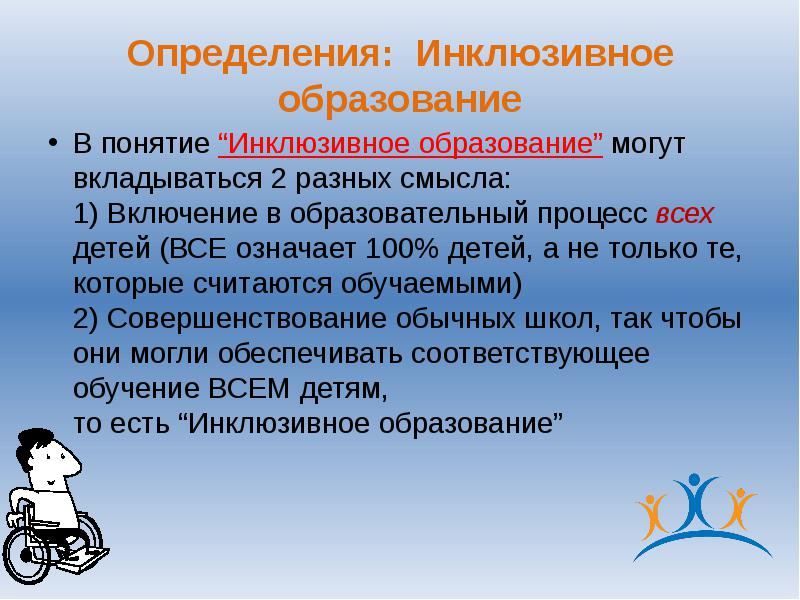 Определения:  Инклюзивное
образование
• В понятие “Инклюзивное образование” могут
вкладываться 2 разных смысла:
1) Включение в образовательный процесс всех
детей (ВСЕ означает 100% детей, а не только те,
которые считаются обучаемыми)
2) Совершенствование обычных школ, так чтобы
они могли обеспечивать соответствующее
обучение ВСЕМ детям,
то есть “Инклюзивное образование”